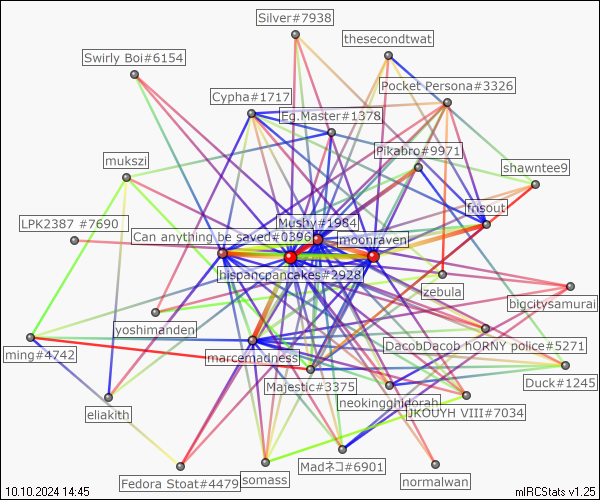 Silver#7938
thesecondtwat
Swirly Boi#6154
Pocket Persona#3326
Cypha#1717
Eg.Master#1378
Pikabro#9971
mukszi
shawntee9
fnsout
LPK2387 #7690
Mushy#1984
Can anything be saved#0396
moonraven
hispancpancakes#2928
zebula
bigcitysamurai
yoshimanden
DacobDacob hORNY police#5271
ming#4742
marcemadness
Majestic#3375
Duck#1245
neokingghidorah
eliakith
JKOUYH VIII#7034
Madネコ#6901
Fedora Stoat#4479
somass
normalwan
10.10.2024 14:45
mIRCStats v1.25